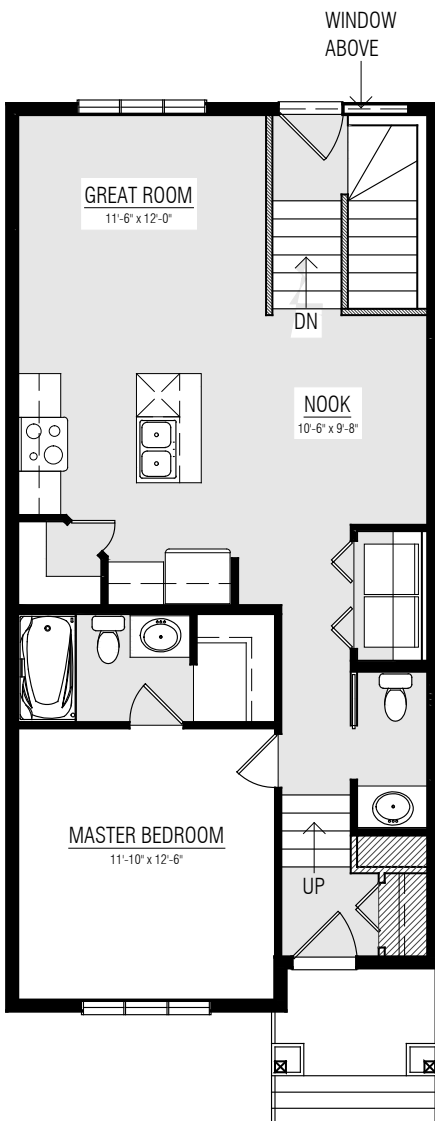 WINDOW
ABOVE
GREAT ROOM
11'-6" x 12'-0"
DN
NOOK
10'-6" x 9'-8"
MASTER BEDROOM
11'-10" x 12'-6"
UP